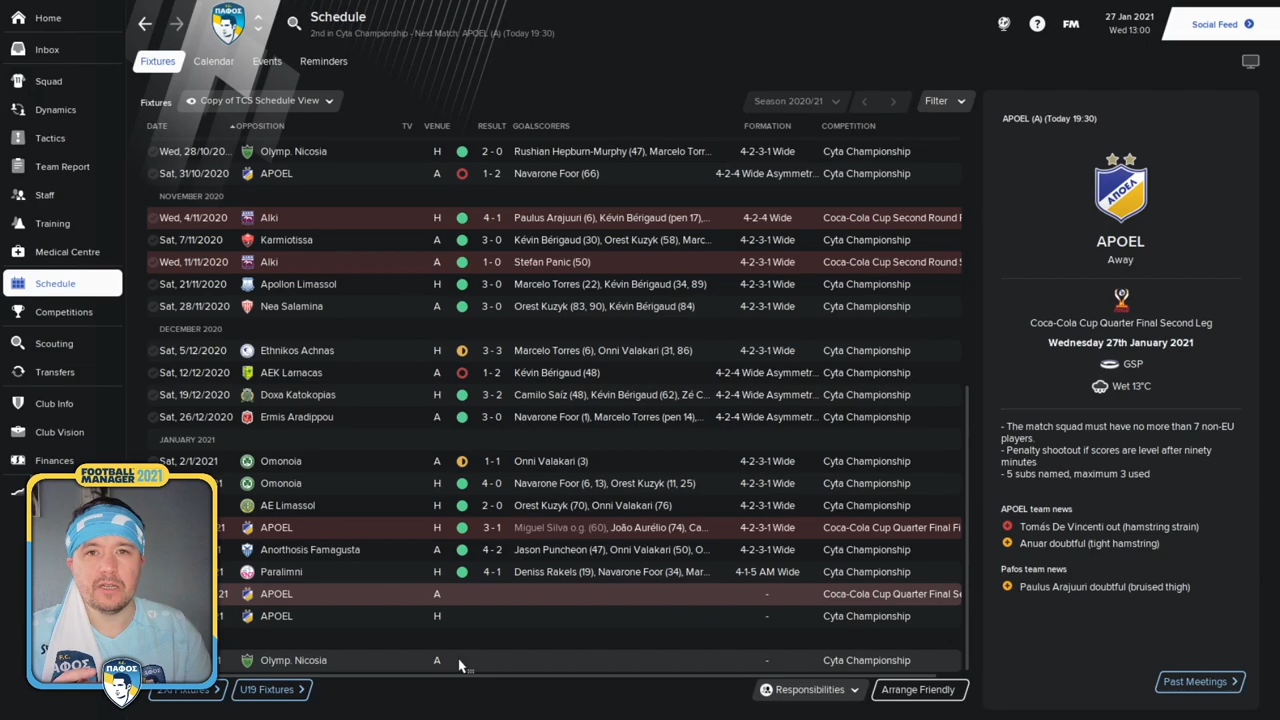 Home
Inbox
Squad
Dynamics
Tactics
Team Report
Staff
Training
Medical Centre
Schedule
Competitions
Scouting
Transfers
Club Info
Club Vision
Finances
ΠΑΦΟΣ
Schedule
2nd in Cyta Championship - Next Match: APOEL (A) (Today 19:30)
FM
27 Jan 2021
Wed 13:00
Social Feed
Fixtures Calendar Events Reminders
Fixtures Copy of TCS Schedule View Season 2020/21 Filter
DATE OPPOSITION TV VENUE RESULT GOALSCORERS FORMATION COMPETITION
Wed, 28/10/20... Olymp. Nicosia H 2 - 0 Rushian Hepburn-Murphy (47), Marcelo Torr... 4-2-3-1 Wide Cyta Championship
Sat, 31/10/2020 APOEL A 1 - 2 Navarone Foor (66) 4-2-4 Wide Asymmetr... Cyta Championship
NOVEMBER 2020
Wed, 4/11/2020 Alki H 4 - 1 Paulus Arajuuri (6), Kévin Bérigaud (pen 17),... 4-2-4 Wide Coca-Cola Cup Second Round F
Sat, 7/11/2020 Karmiotissa A 3 - 0 Kévin Bérigaud (30), Orest Kuzyk (58), Marc... 4-2-3-1 Wide Cyta Championship
Wed, 11/11/2020 Alki A 1 - 0 Stefan Panic (50) 4-2-3-1 Wide Coca-Cola Cup Second Round S
Sat, 21/11/2020 Apollon Limassol H 3 - 0 Marcelo Torres (22), Kévin Bérigaud (34, 89) 4-2-3-1 Wide Cyta Championship
Sat, 28/11/2020 Nea Salamina A 3 - 0 Orest Kuzyk (83, 90), Kévin Bérigaud (84) 4-2-3-1 Wide Cyta Championship
DECEMBER 2020
Sat, 5/12/2020 Ethnikos Achnas H 3 - 3 Marcelo Torres (6), Onni Valakari (31, 86) 4-2-3-1 Wide Cyta Championship
Sat, 12/12/2020 AEK Larnacas A 1 - 2 Kévin Bérigaud (48) 4-2-4 Wide Asymmetr... Cyta Championship
Sat, 19/12/2020 Doxa Katokopias H 3 - 2 Camilo Saíz (48), Kévin Bérigaud (62), Zé C... 4-2-4 Wide Asymmetr... Cyta Championship
Sat, 26/12/2020 Ermis Aradippou A 3 - 0 Navarone Foor (1), Marcelo Torres (pen 14),... 4-2-4 Wide Asymmetr... Cyta Championship
JANUARY 2021
Sat, 2/1/2021 Omonoia A 1 - 1 Onni Valakari (3) 4-2-3-1 Wide Cyta Championship
Omonoia H 4 - 0 Navarone Foor (6, 13), Orest Kuzyk (11, 25) 4-2-3-1 Wide Cyta Championship
AE Limassol H 2 - 0 Orest Kuzyk (70), Onni Valakari (76) 4-2-3-1 Wide Cyta Championship
21 APOEL H 3 - 1 Miguel Silva o.g. (60), João Aurélio (74), Ca... 4-2-3-1 Wide Coca-Cola Cup Quarter Final Fi
Anorthosis Famagusta A 4 - 2 Jason Puncheon (47), Onni Valakari (50), O... 4-2-3-1 Wide Cyta Championship
Paralimni H 4 - 1 Deniss Rakels (19), Navarone Foor (34), Mar... 4-1-5 AM Wide Cyta Championship
21 APOEL A - Coca-Cola Cup Quarter Final Se
APOEL H - Cyta Championship
Olymp. Nicosia A - Cyta Championship
2XI Fixtures U19 Fixtures Responsibilities Arrange Friendly
APOEL (A) (Today 19:30)
ΑΠΟΕΛ
APOEL
Away
Coca-Cola Cup Quarter Final Second Leg
Wednesday 27th January 2021
GSP
Wet 13°C
- The match squad must have no more than 7 non-EU
players.
- Penalty shootout if scores are level after ninety
minutes
- 5 subs named, maximum 3 used
APOEL team news
Tomás De Vincenti out (hamstring strain)
Anuar doubtful (tight hamstring)
Pafos team news
Paulus Arajuuri doubtful (bruised thigh)
Past Meetings
FOOTBALL
MANAGER 2021
ΠΑΦΟΣ